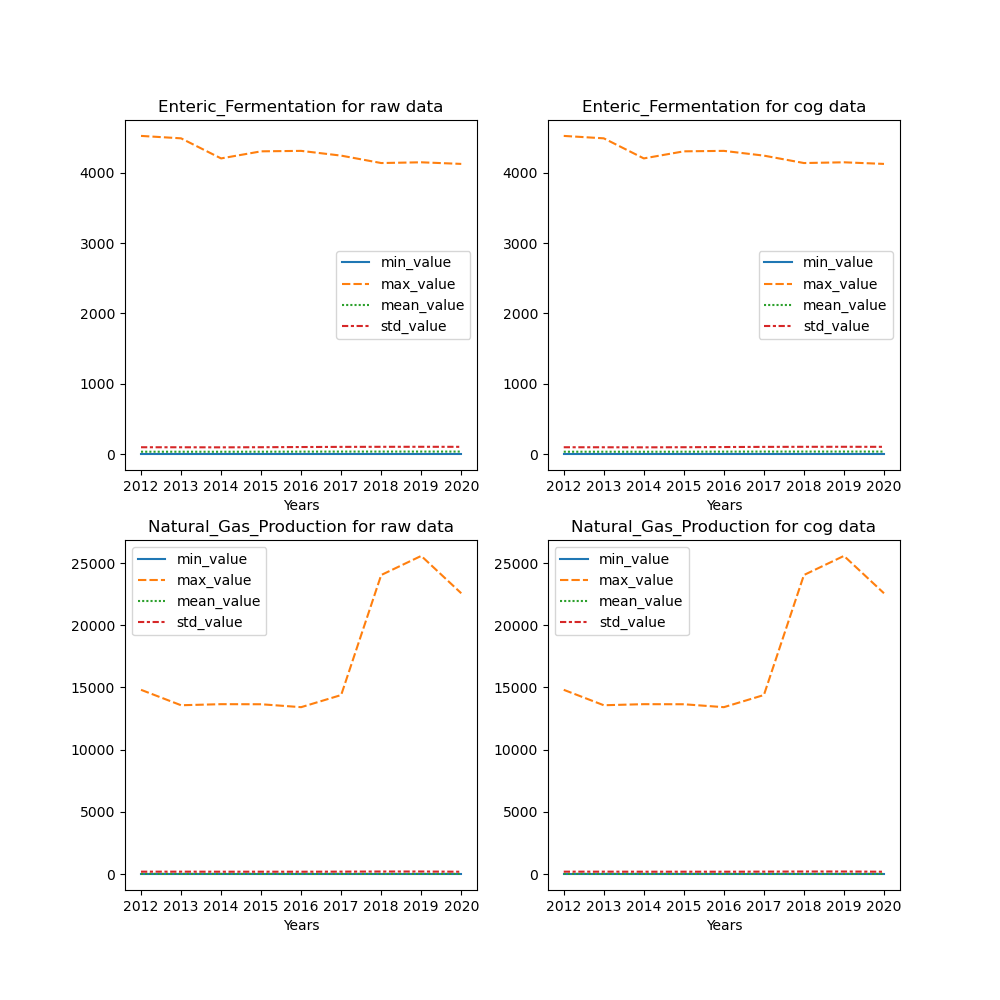 Enteric_Fermentation for raw data
4000
3000
2000
1000
0
min_value
max_value
mean_value
std_value
2012 2013 2014 2015 2016 2017 2018 2019 2020
Years
Enteric_Fermentation for cog data
4000
3000
2000
1000
0
min_value
max_value
mean_value
std_value
2012 2013 2014 2015 2016 2017 2018 2019 2020
Years
Natural_Gas_Production for raw data
25000
20000
15000
10000
5000
0
min_value
max_value
mean_value
std_value
2012 2013 2014 2015 2016 2017 2018 2019 2020
Years
Natural_Gas_Production for cog data
25000
20000
15000
10000
5000
0
min_value
max_value
mean_value
std_value
2012 2013 2014 2015 2016 2017 2018 2019 2020
Years